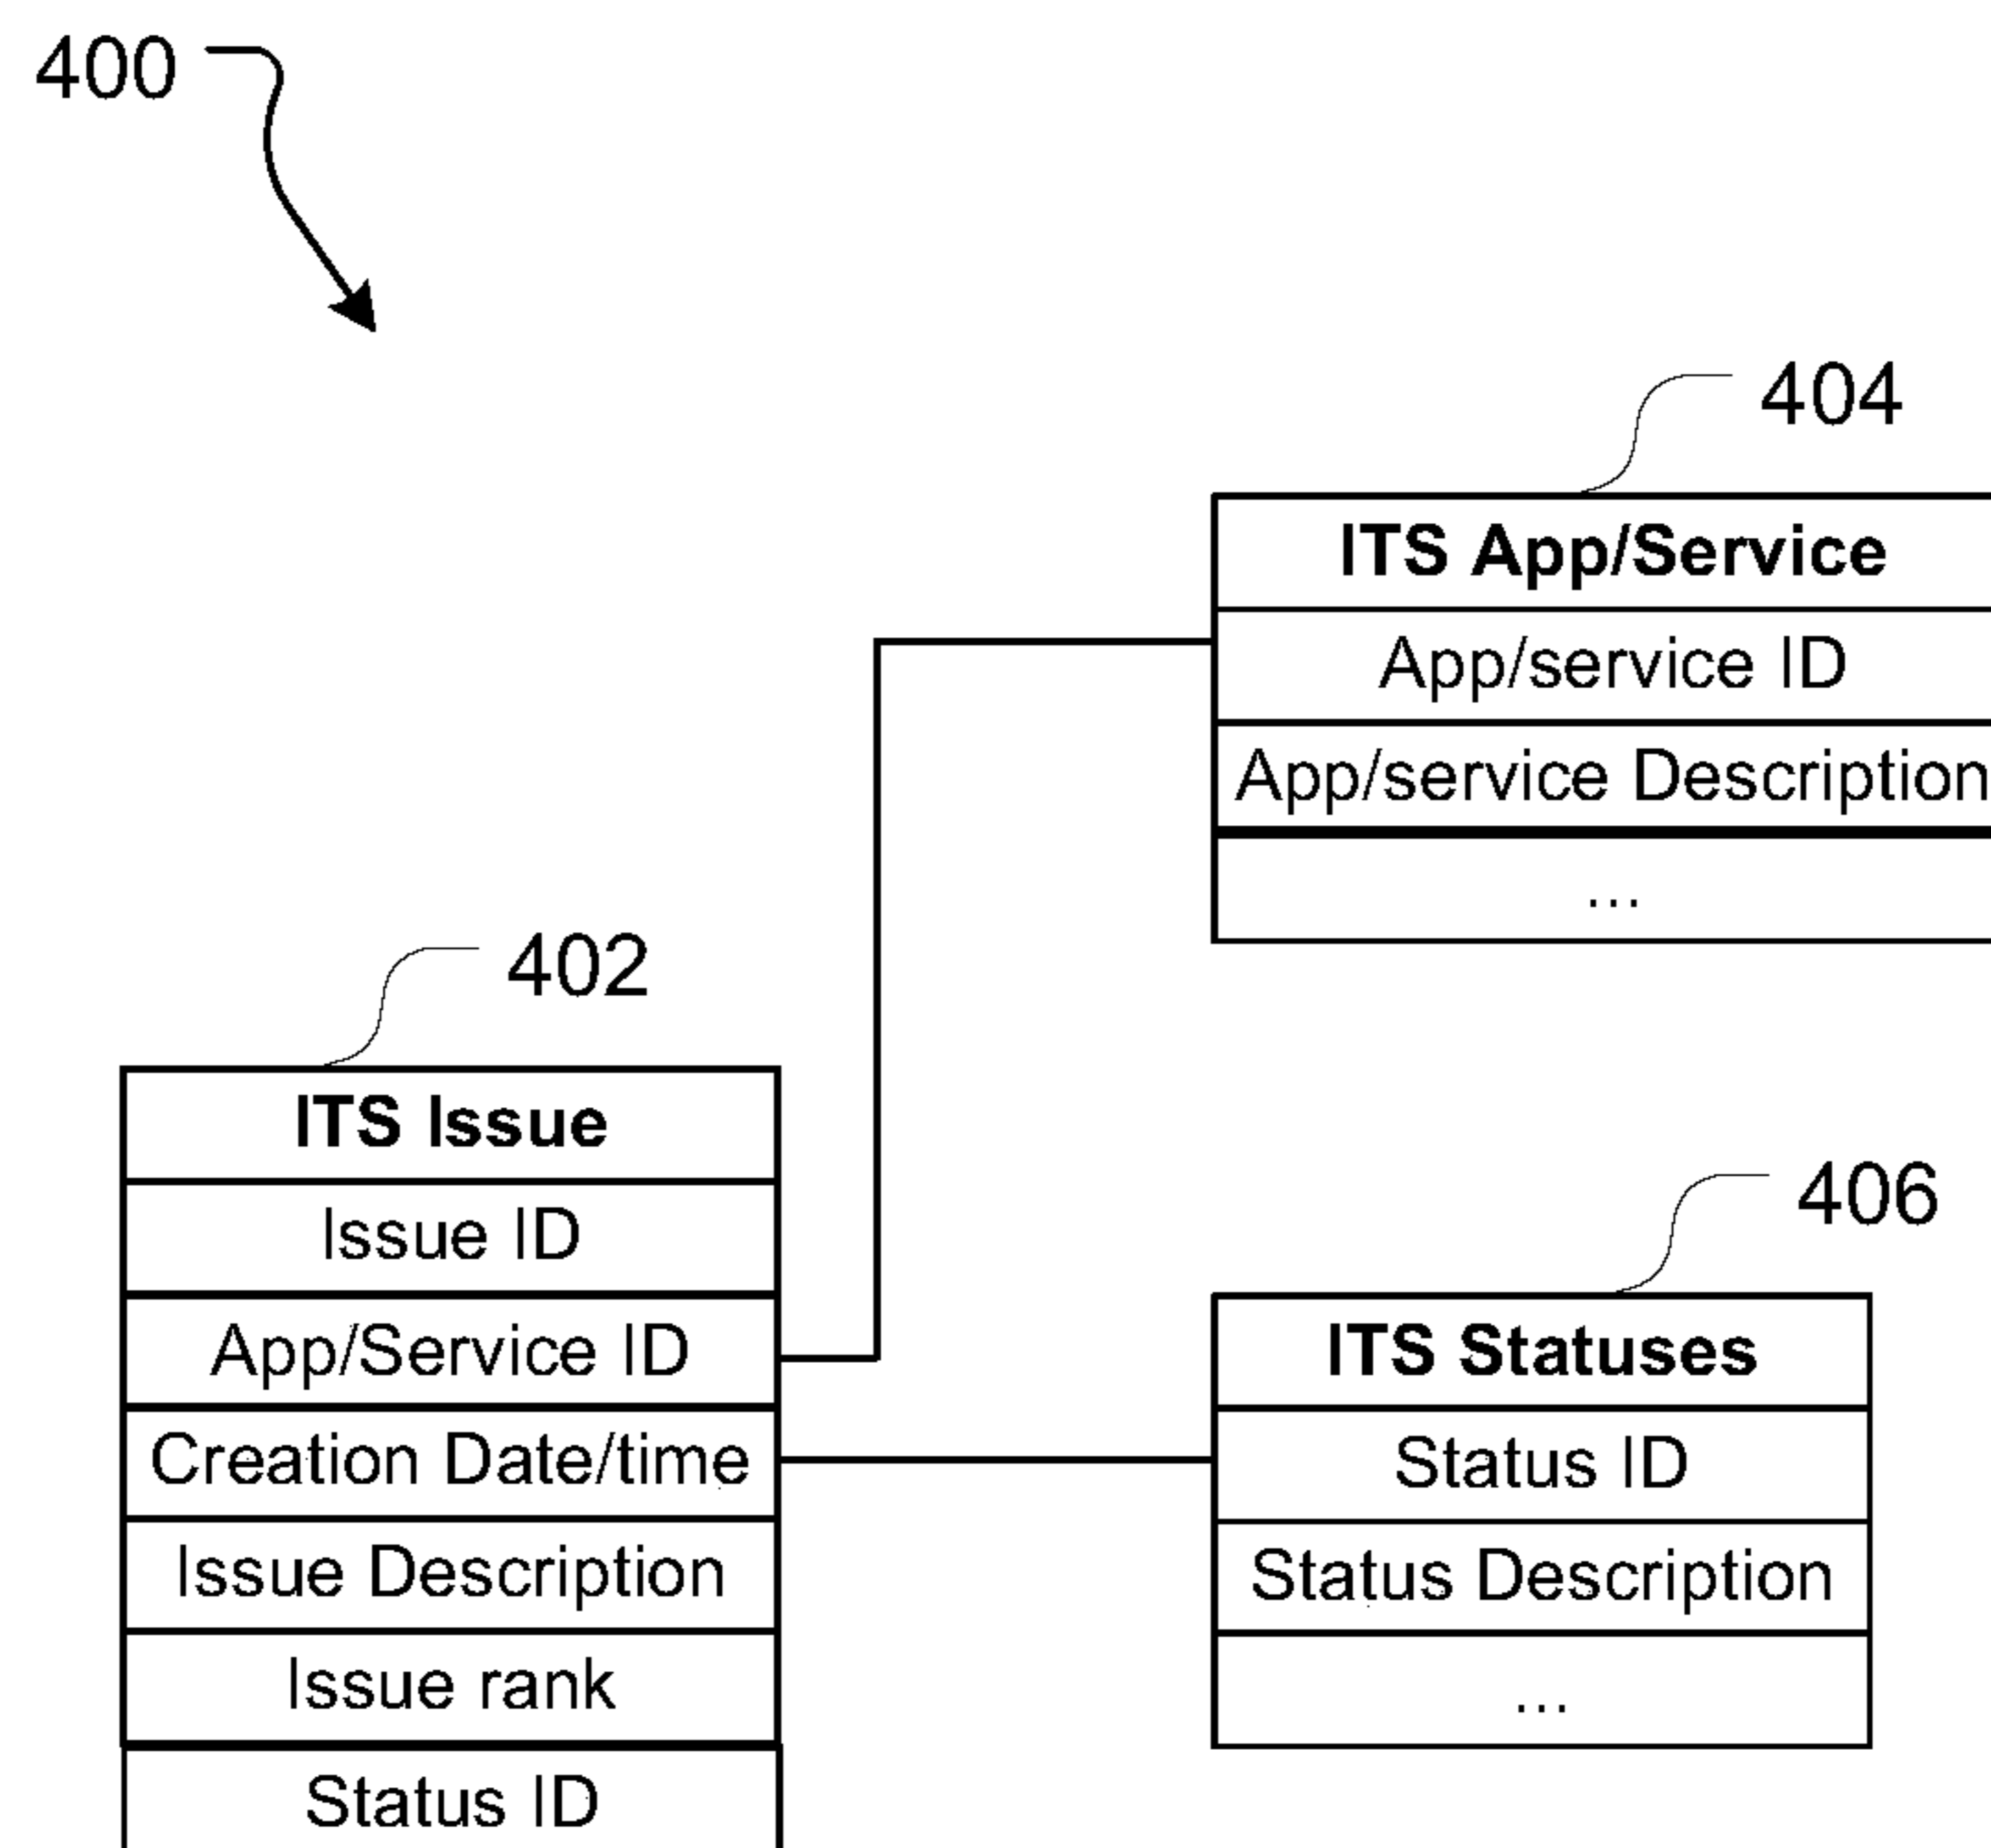 400
404
ITS App/Service
App/service ID
App/service Description
...
402
ITS Issue
Issue ID
App/Service ID
Creation Date/time
Issue Description
Issue rank
Status ID
406
ITS Statuses
Status ID
Status Description
...